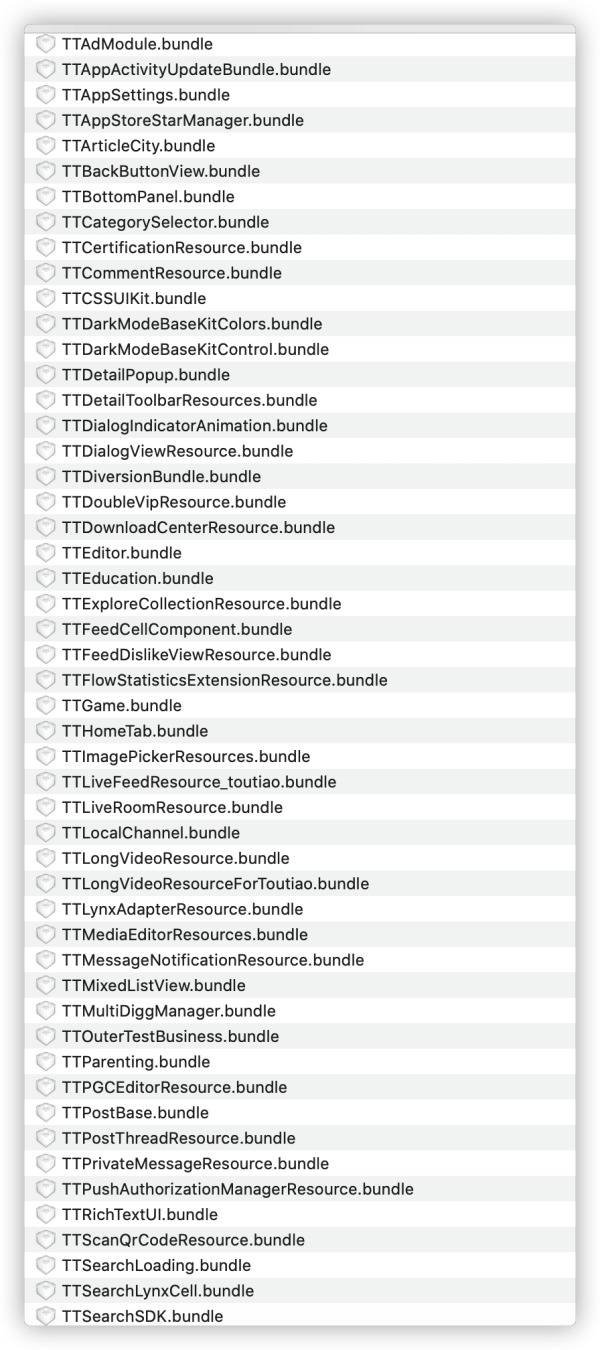 TTAdModule.bundle
TTAppActivityUpdateBundle.bundle
TTAppSettings.bundle
TTAppStoreStarManager.bundle
TTArticleCity.bundle
TTBackButtonView.bundle
TTBottomPanel.bundle
TTCategorySelector.bundle
TTCertificationResource.bundle
TTCommentResource.bundle
TTCSSUIKit.bundle
TTDarkModeBaseKitColors.bundle
TTDarkModeBaseKitControl.bundle
TTDetailPopup.bundle
TTDetailToolbarResources.bundle
TTDialogIndicatorAnimation.bundle
TTDialogViewResource.bundle
TTDiversionBundle.bundle
TTDoubleVipResource.bundle
TTDownloadCenterResource.bundle
TTEditor.bundle
TTEducation.bundle
TTExploreCollectionResource.bundle
TTFeedCellComponent.bundle
TTFeedDislikeViewResource.bundle
TTFlowStatisticsExtensionResource.bundle
TTGame.bundle
TTHomeTab.bundle
TTImagePickerResources.bundle
TTLiveFeedResource_toutiao.bundle
TTLiveRoomResource.bundle
TTLocalChannel.bundle
TTLongVideoResource.bundle
TTLongVideoResourceForToutiao.bundle
TTLynxAdapterResource.bundle
TTMediaEditorResources.bundle
TTMessageNotificationResource.bundle
TTMixedListView.bundle
TTMultiDiggManager.bundle
TTOuterTestBusiness.bundle
TTParenting.bundle
TTPGCEditorResource.bundle
TTPostBase.bundle
TTPostThreadResource.bundle
TTPrivateMessageResource.bundle
TTPushAuthorizationManagerResource.bundle
TTRichTextUI.bundle
TTScanQrCodeResource.bundle
TTSearchLoading.bundle
TTSearchLynxCell.bundle
TTSearchSDK.bundle